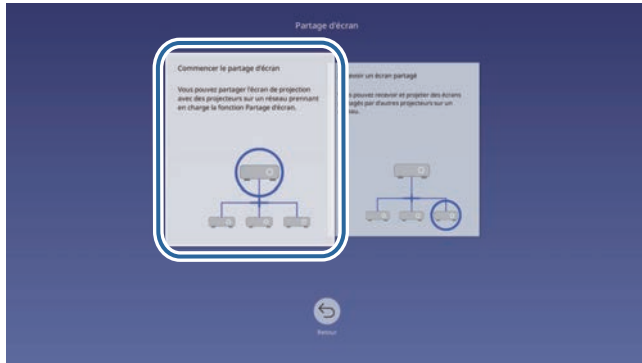 Partage d'écran
Commencer le partage d'écran
Vous pouvez partager l'écran de projection
avec des projecteurs sur un réseau prennant
en charge la fonction Partage d'écran.
evoir un écran partagé
s pouvez recevoir et projeter des écrans
agés par d'autres projecteurs sur un
eau.
Retour